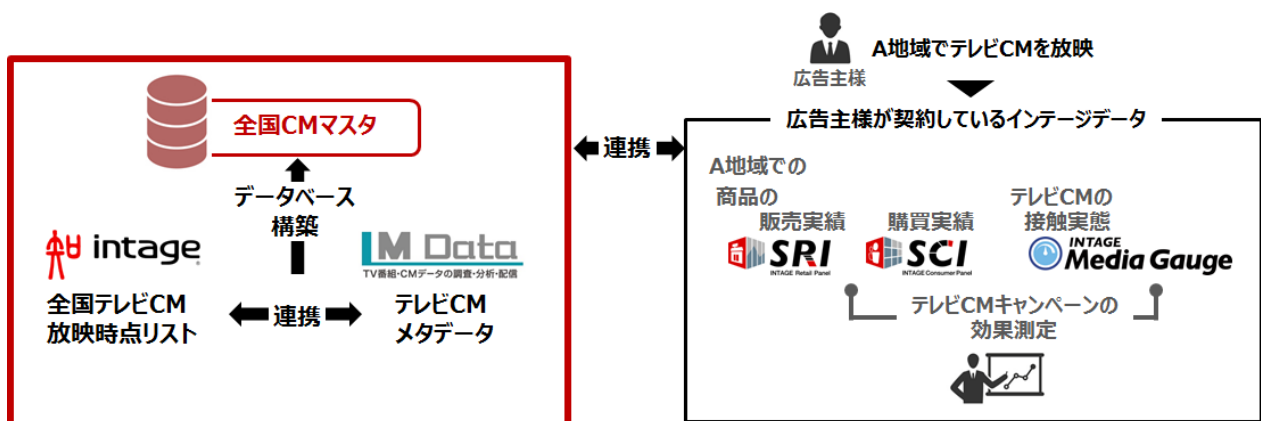 全国CMマスタ
データベース
構築
intage
全国テレビCM
放映時点リスト
連携
M Data
TV番組・CMデータの調査・分析・配信
テレビCM
メタデータ
連携
広告主様
A地域でテレビCMを放映
広告主様が契約しているインテージデータ
A地域での
商品の
販売実績
SRI
INTAGE Retail Panel
購買実績
SCI
INTAGE Consumer Panel
テレビCMの
接触実態
INTAGE
Media Gauge
テレビCMキャンペーンの
効果測定